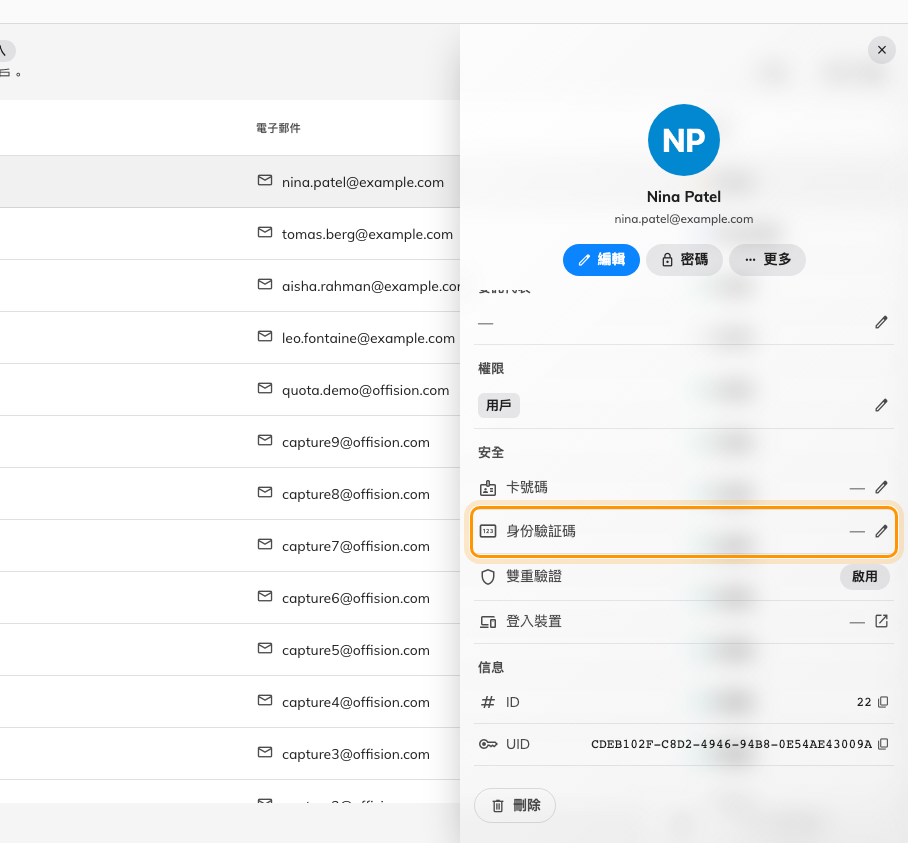 戶。
電子郵件
nina.patel@example.com
tomas.berg@example.com
aisha.rahman@example.co
leo.fontaine@example.com
quota.demo@offision.com
capture9@offision.com
capture8@offision.com
capture7@offision.com
capture6@offision.com
capture5@offision.com
capture4@offision.com
capture3@offision.com
NP
Nina Patel
nina.patel@example.com
編輯
密碼
更多
—
權限
用戶
安全
卡號碼 —
123 身份驗証碼 —
雙重驗證 啟用
登入裝置 —
信息
ID 22
UID CDEB102F-C8D2-4946-94B8-0E54AE43009A
刪除